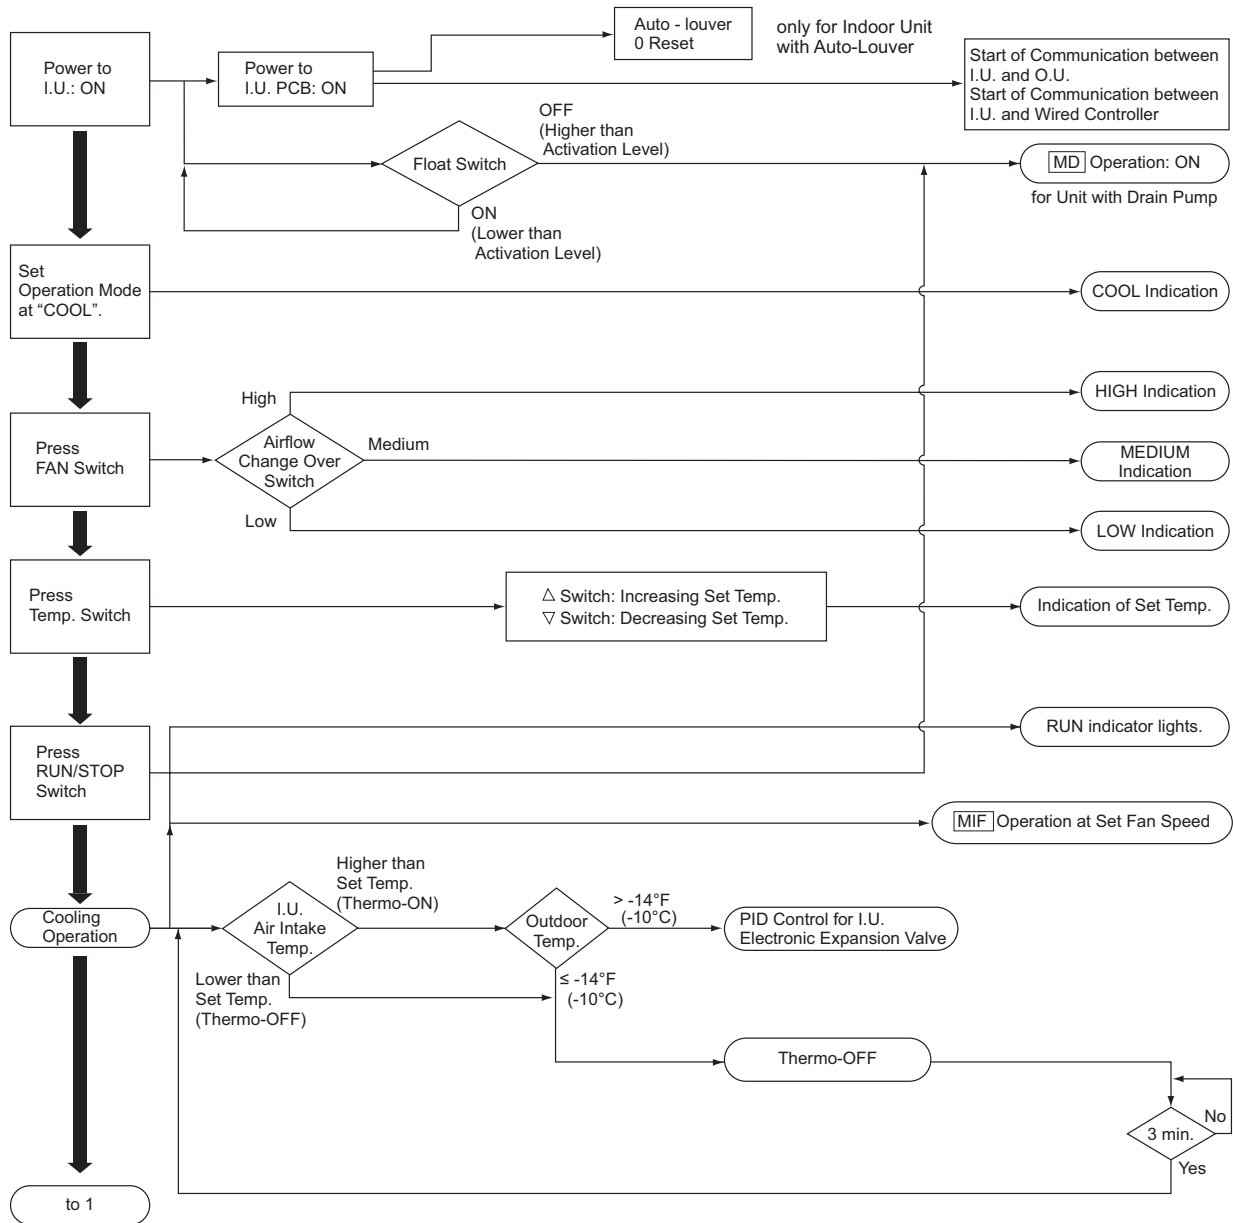 Power to
I.U.: ON
Power to
I.U. PCB: ON
Auto - louver
0 Reset
only for Indoor Unit
with Auto-Louver
Start of Communication between
I.U. and O.U.
Start of Communication between
I.U. and Wired Controller
Float Switch
OFF
(Higher than
Activation Level)
ON
(Lower than
Activation Level)
MD Operation: ON
for Unit with Drain Pump
Set
Operation Mode
at “COOL”.
COOL Indication
Press
FAN Switch
High
Airflow
Change Over
Switch
Medium
Low
HIGH Indication
MEDIUM
Indication
LOW Indication
Press
Temp. Switch
△ Switch: Increasing Set Temp.
▽ Switch: Decreasing Set Temp.
Indication of Set Temp.
Press
RUN/STOP
Switch
RUN indicator lights.
MIF Operation at Set Fan Speed
Cooling
Operation
I.U.
Air Intake
Temp.
Higher than
Set Temp.
(Thermo-ON)
Lower than
Set Temp.
(Thermo-OFF)
Outdoor
Temp.
> -14°F
(-10°C)
≤ -14°F
(-10°C)
PID Control for I.U.
Electronic Expansion Valve
Thermo-OFF
3 min.
No
Yes
to 1